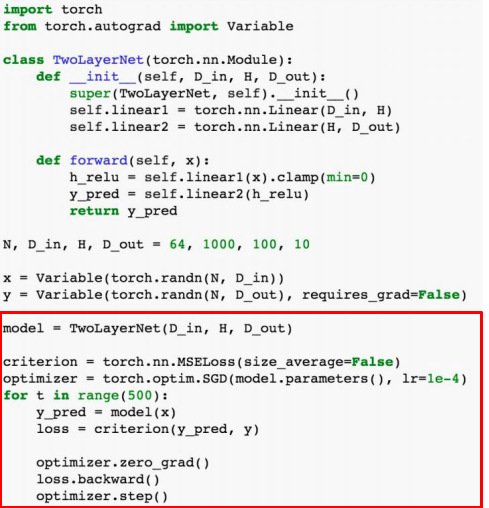 import torch
from torch.autograd import Variable
class TwoLayerNet(torch.nn.Module):
    def __init__(self, D_in, H, D_out):
        super(TwoLayerNet, self).__init__()
        self.linear1 = torch.nn.Linear(D_in, H)
        self.linear2 = torch.nn.Linear(H, D_out)
    def forward(self, x):
        h_relu = self.linear1(x).clamp(min=0)
        y_pred = self.linear2(h_relu)
        return y_pred
N, D_in, H, D_out = 64, 1000, 100, 10
x = Variable(torch.randn(N, D_in))
y = Variable(torch.randn(N, D_out), requires_grad=False)
model = TwoLayerNet(D_in, H, D_out)
criterion = torch.nn.MSELoss(size_average=False)
optimizer = torch.optim.SGD(model.parameters(), lr=1e-4)
for t in range(500):
    y_pred = model(x)
    loss = criterion(y_pred, y)
    optimizer.zero_grad()
    loss.backward()
    optimizer.step()